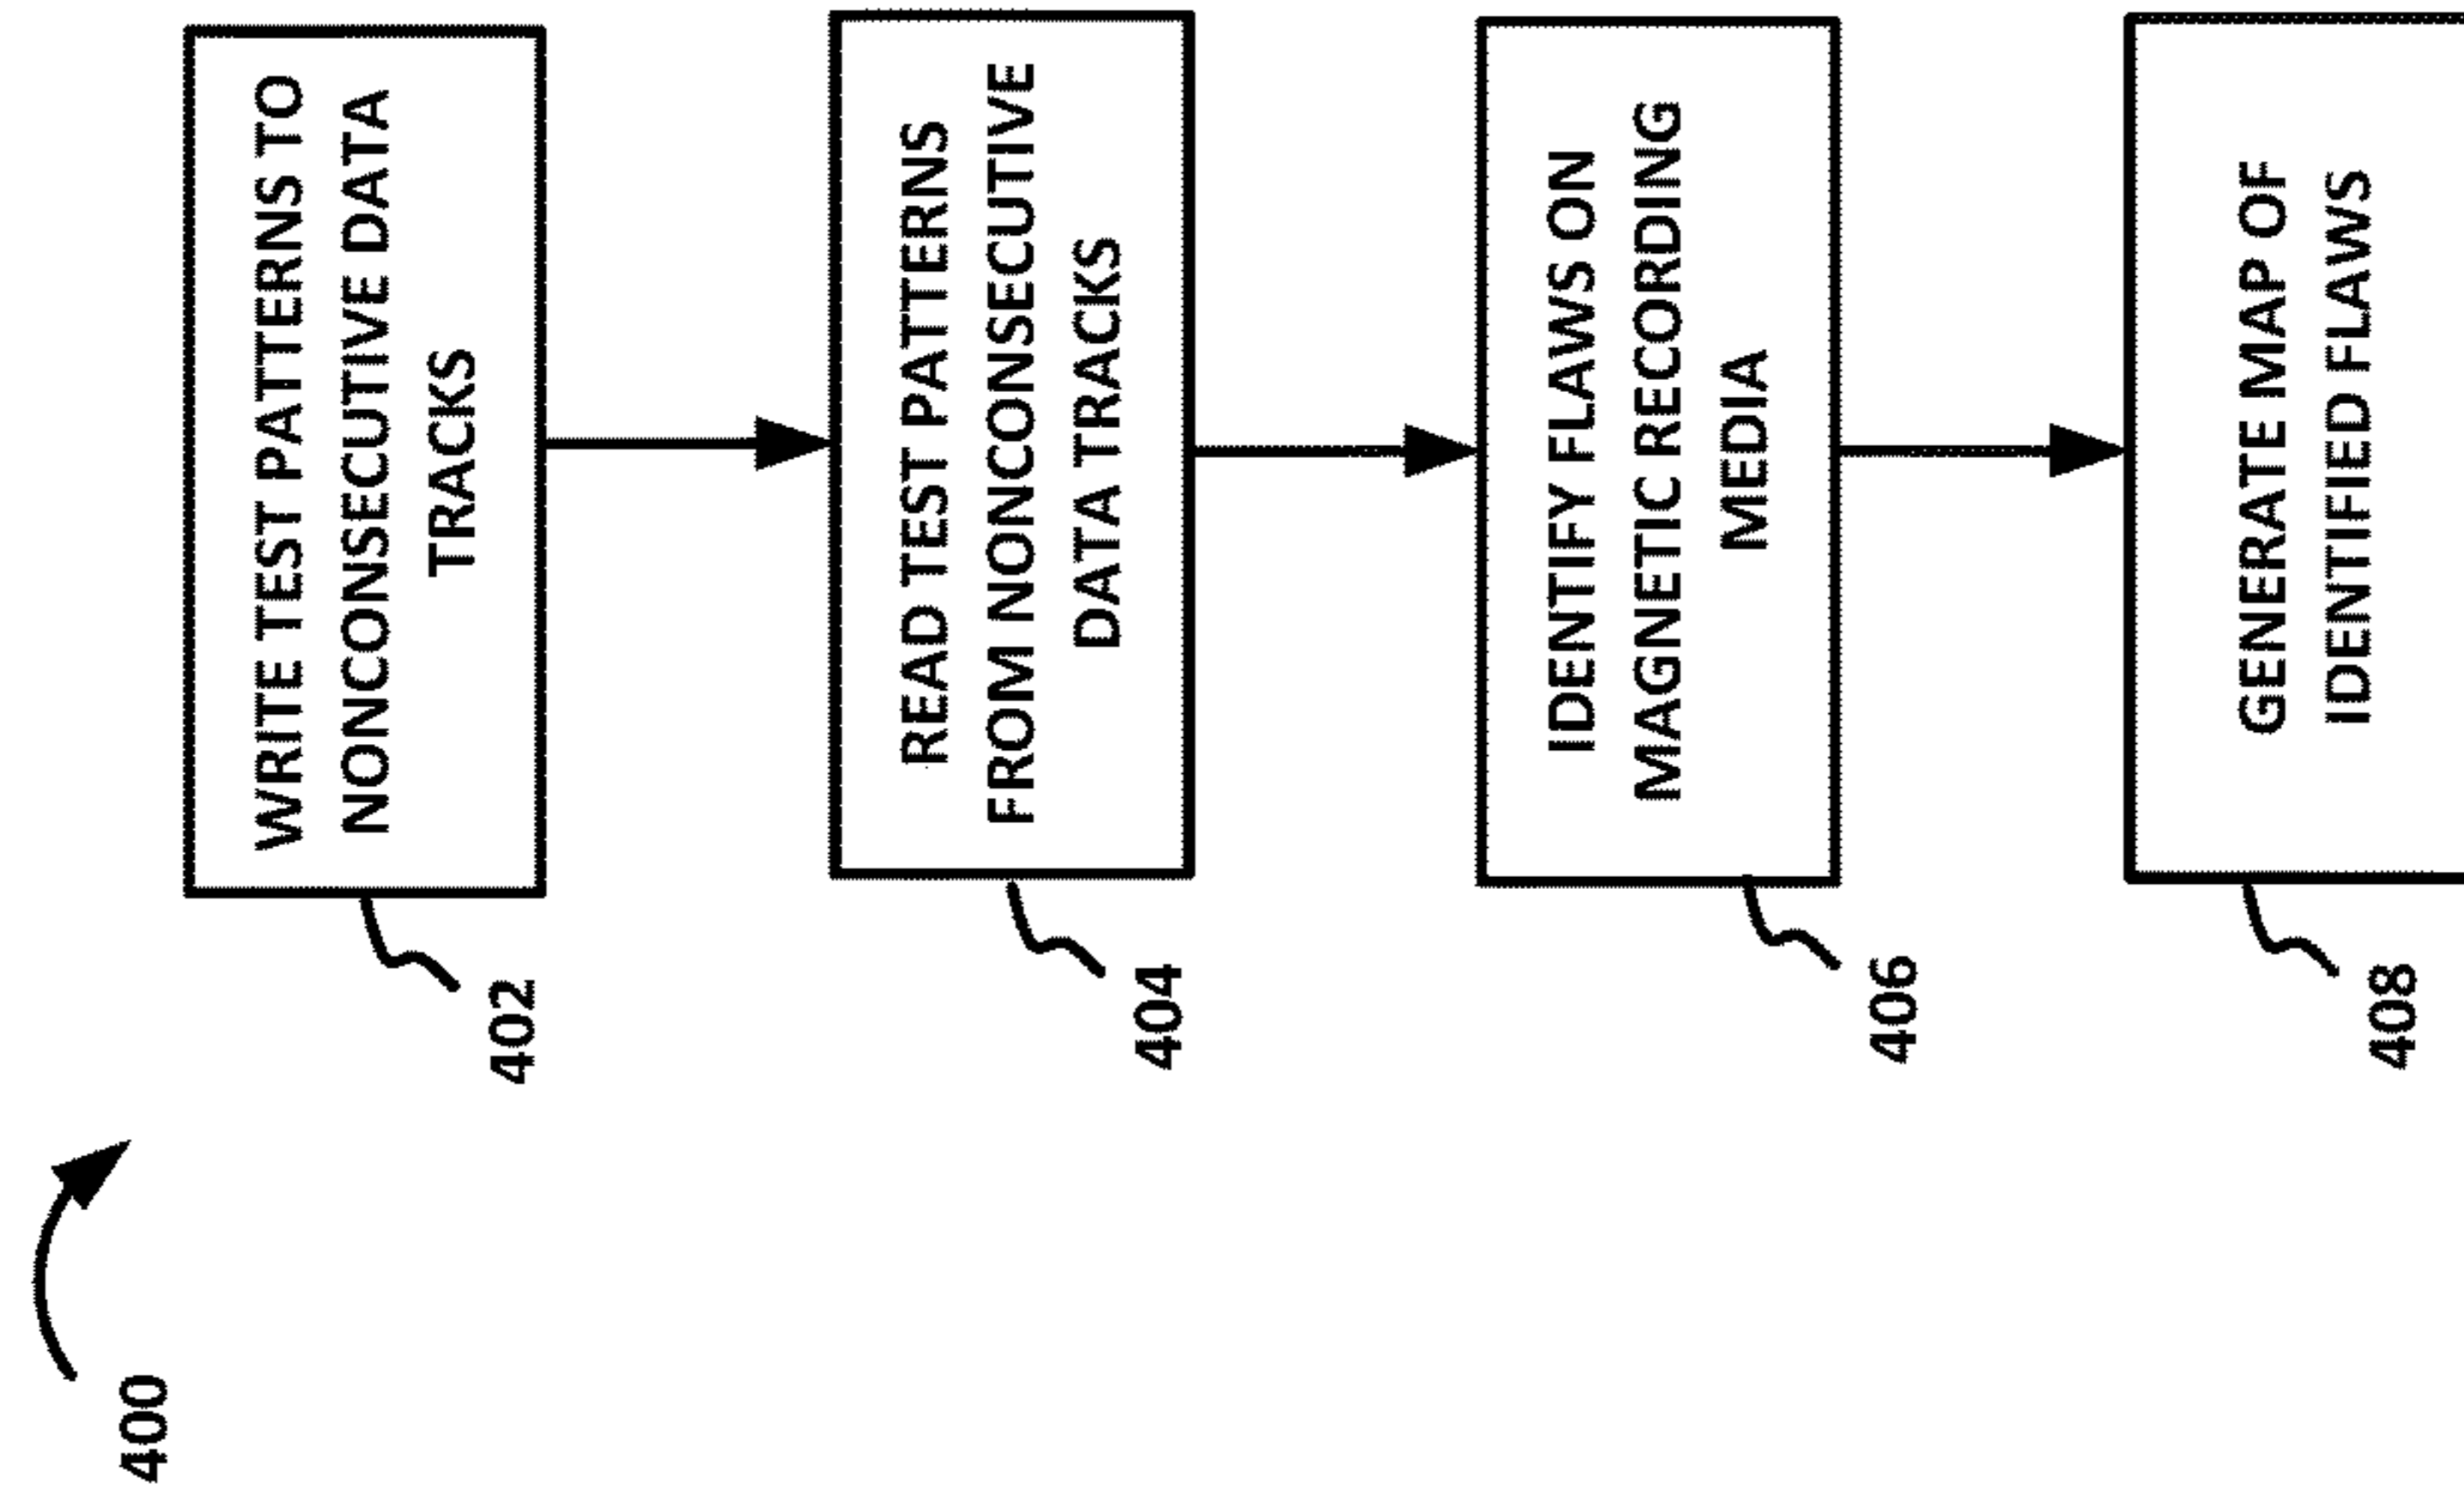 400
402
WRITE TEST PATTERNS TO
NONCONSECUTIVE DATA
TRACKS
404
READ TEST PATTERNS
FROM NONCONSECUTIVE
DATA TRACKS
406
IDENTIFY FLAWS ON
MAGNETIC RECORDING
MEDIA
408
GENERATE MAP OF
IDENTIFIED FLAWS